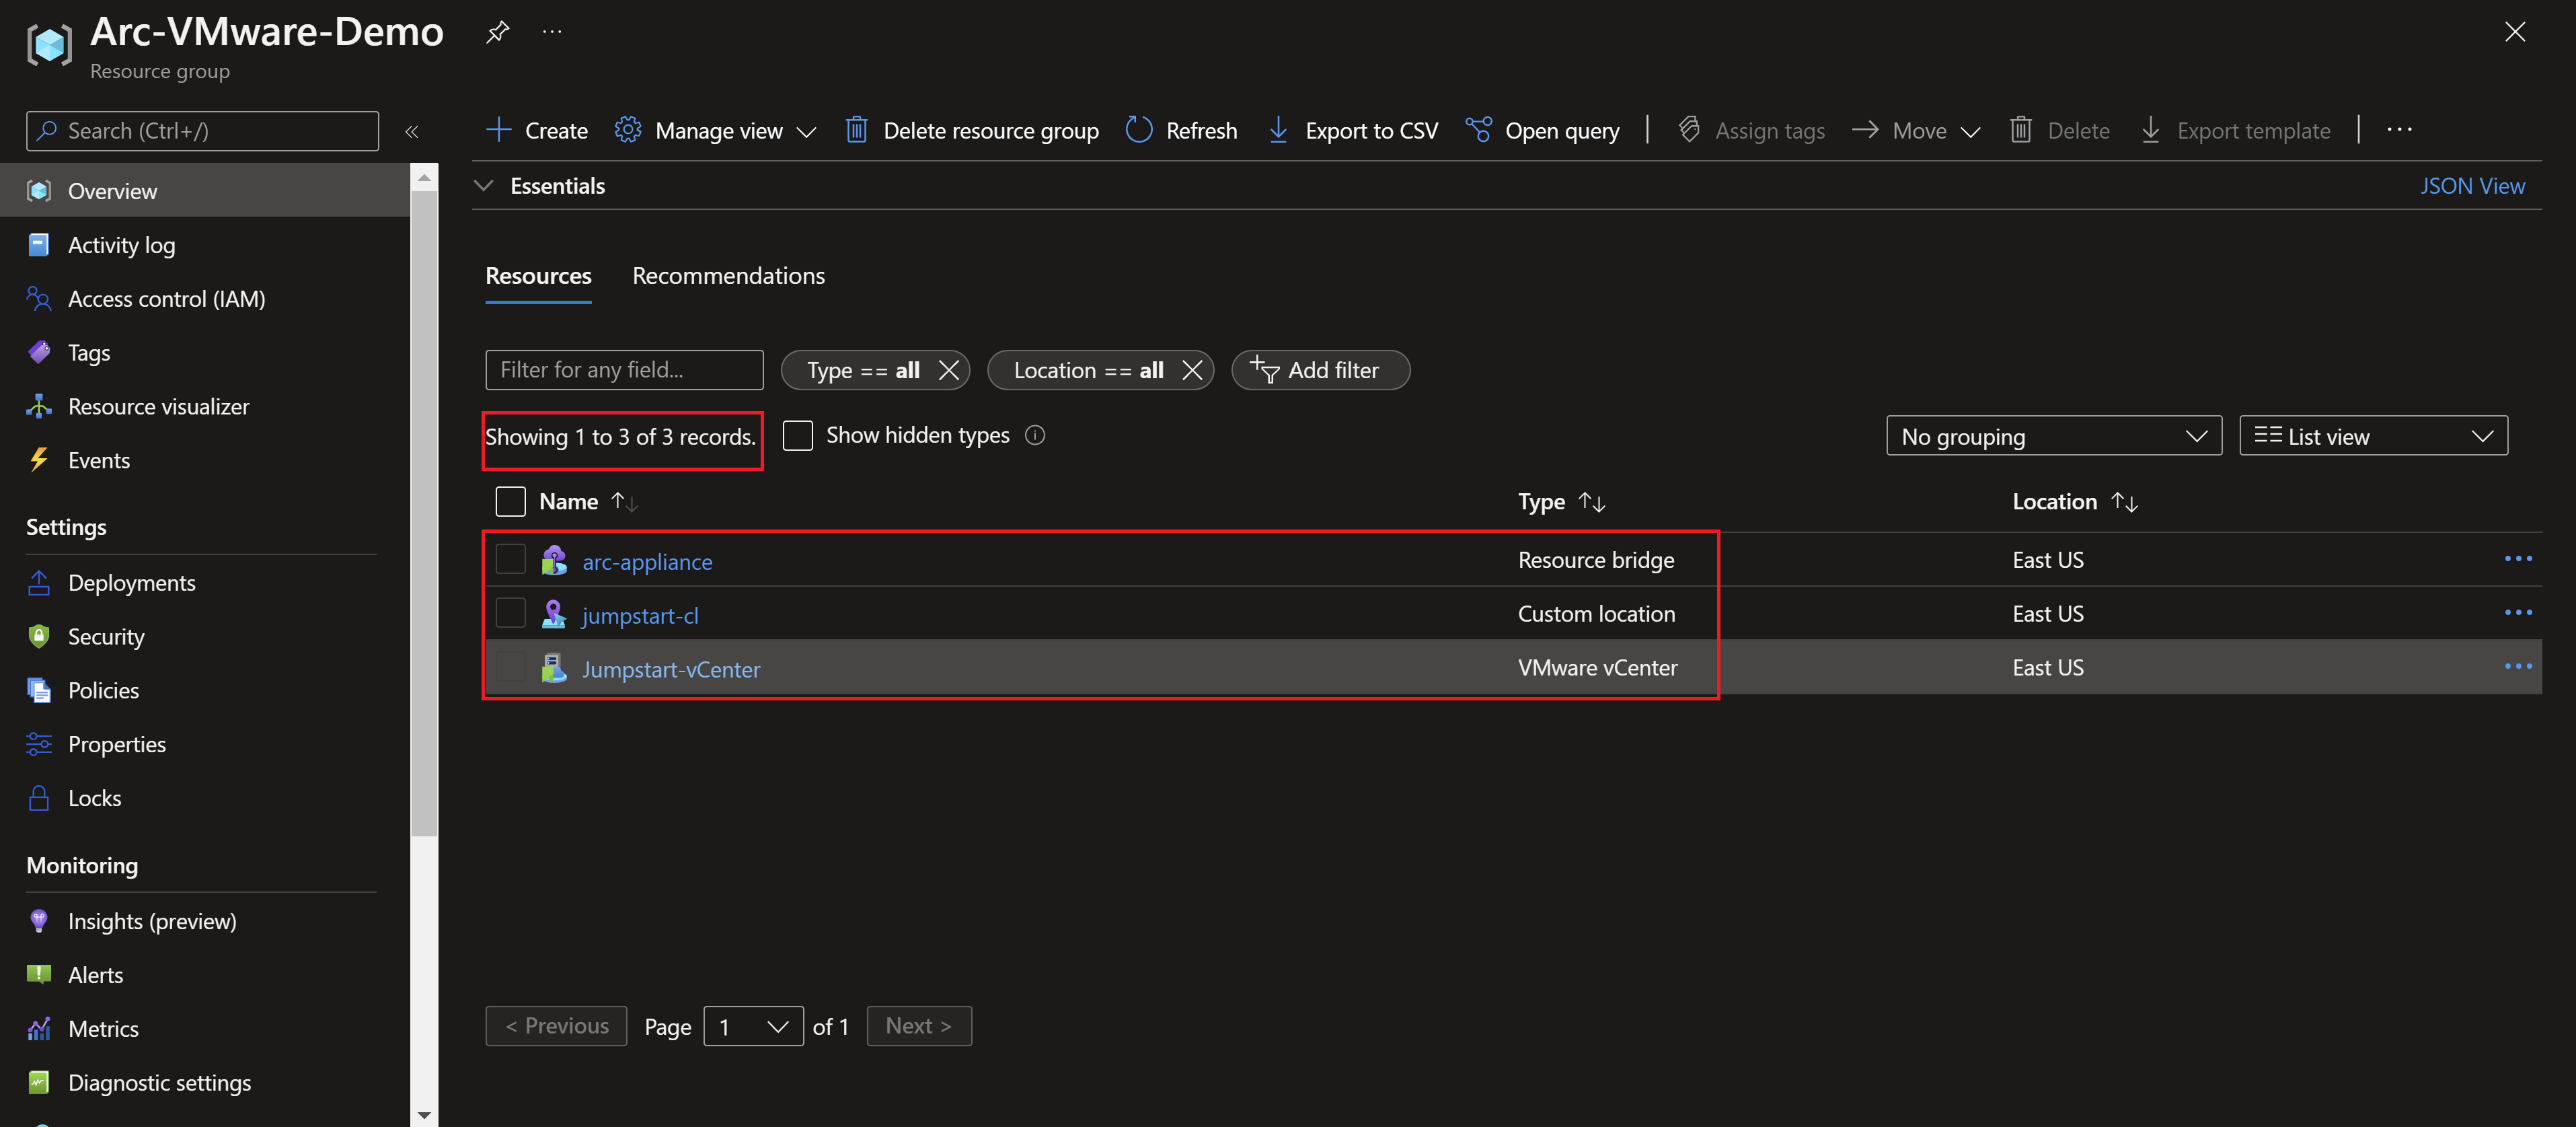 Arc-VMware-Demo
Resource group
Search (Ctrl+/)
Create
Manage view
Delete resource group
Refresh
Export to CSV
Open query
Assign tags
Move
Delete
Export template
Overview
Activity log
Access control (IAM)
Tags
Resource visualizer
Events
Settings
Deployments
Security
Policies
Properties
Locks
Monitoring
Insights (preview)
Alerts
Metrics
Diagnostic settings
Essentials
JSON View
Resources Recommendations
Filter for any field...
Type == all
Location == all
Add filter
Showing 1 to 3 of 3 records.
Show hidden types
No grouping
List view
Name Type Location
arc-appliance Resource bridge East US
jumpstart-cl Custom location East US
Jumpstart-vCenter VMware vCenter East US
< Previous Page 1 of 1 Next >